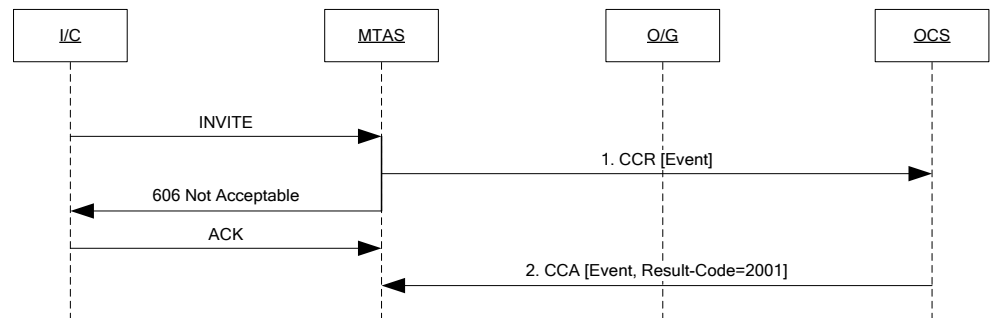 I/C
MTAS
O/G
OCS
INVITE
1. CCR [Event]
606 Not Acceptable
ACK
2. CCA [Event, Result-Code=2001]